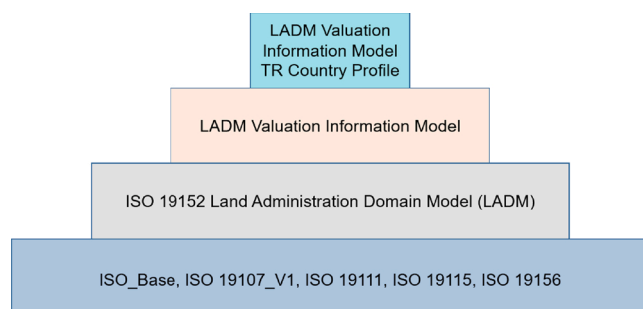 LADM Valuation
Information Model
TR Country Profile
LADM Valuation Information Model
ISO 19152 Land Administration Domain Model (LADM)
ISO_Base, ISO 19107_V1, ISO 19111, ISO 19115, ISO 19156